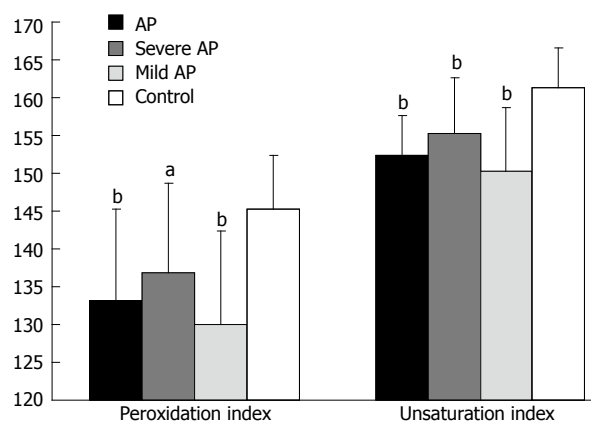 170
165
160
155
150
145
140
135
130
125
120
AP
Severe AP
Mild AP
Control
b
a
b
b
b
b
Peroxidation index
Unsaturation index